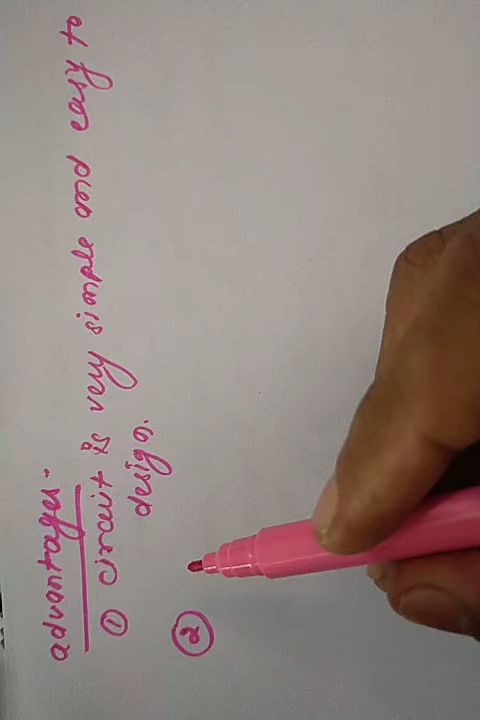 advantages.
① circuit is very simple and easy to
design.
②